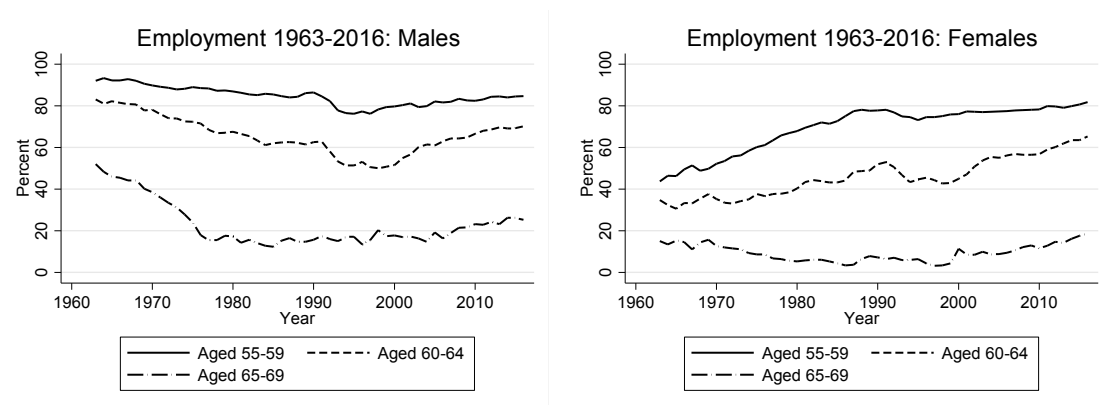 Employment 1963-2016: Males
100
80
60
40
20
0
Percent
1960 1970 1980 1990 2000 2010
Year
Aged 55-59 Aged 60-64
Aged 65-69
Employment 1963-2016: Females
100
80
60
40
20
0
Percent
1960 1970 1980 1990 2000 2010
Year
Aged 55-59 Aged 60-64
Aged 65-69